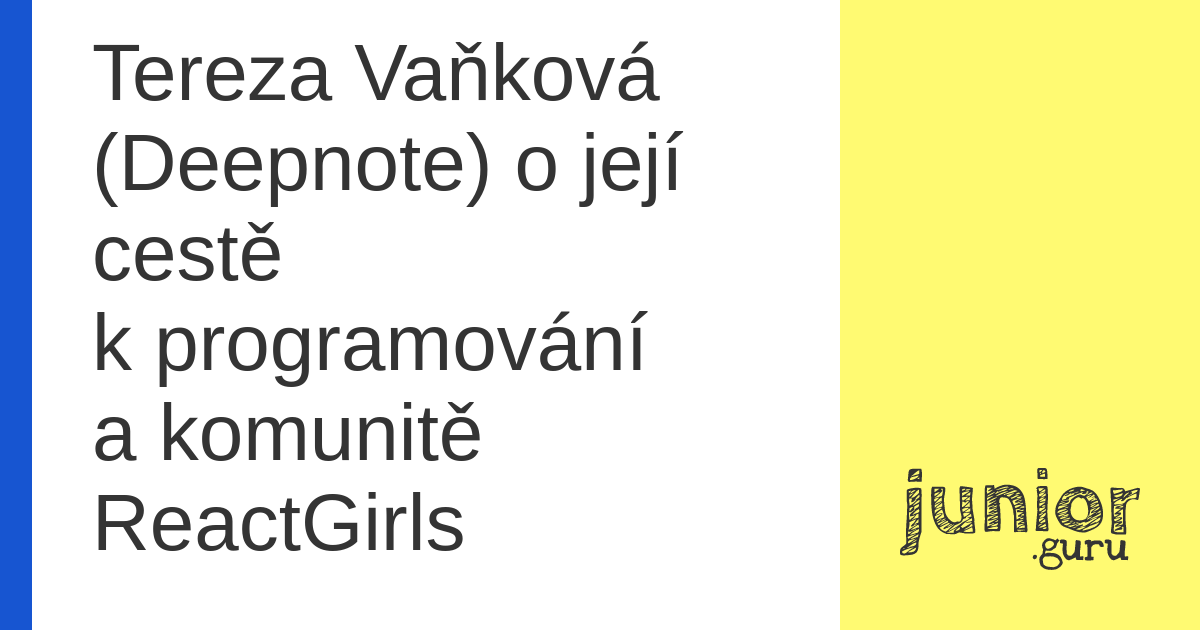 Tereza Vaňková
(Deepnote) o její
cestě
k programování
a komunitě
ReactGirls
junior
.guru